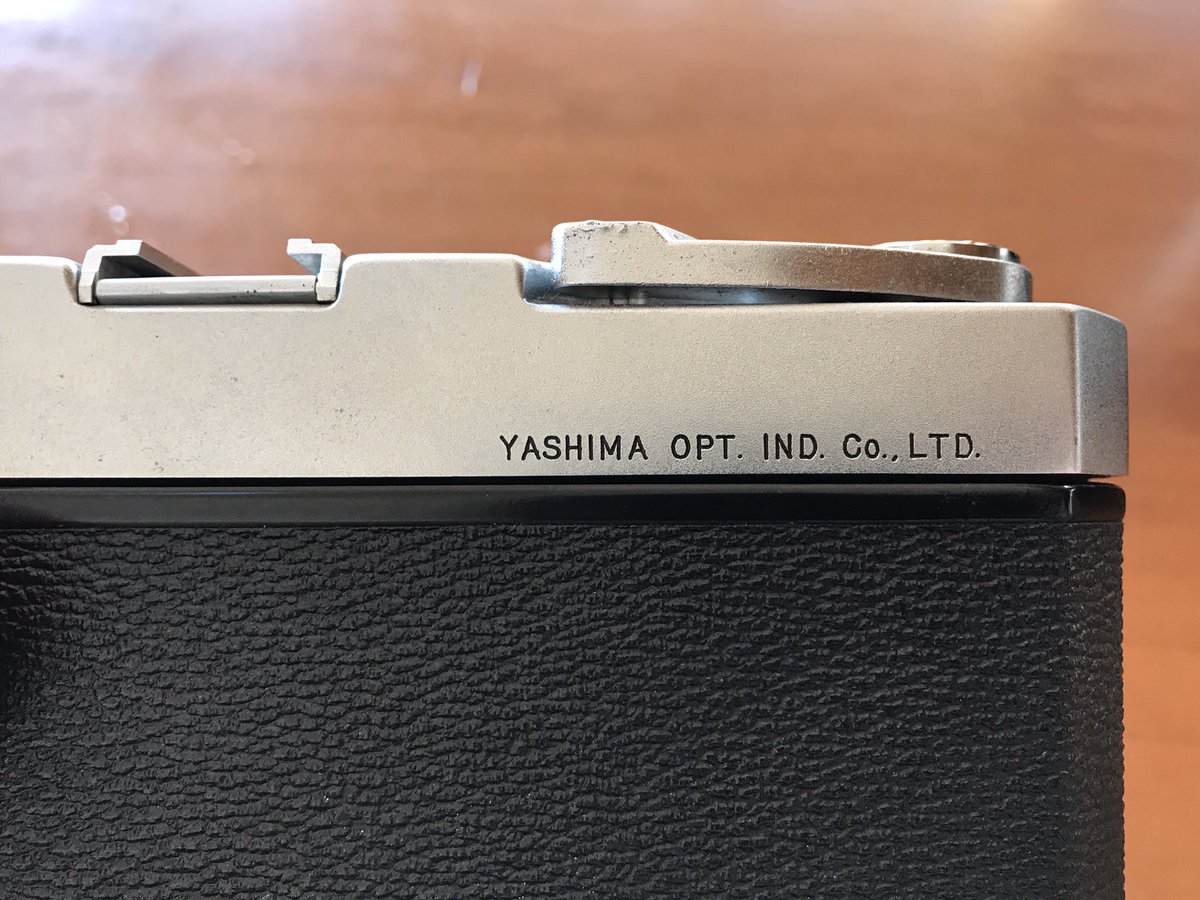 YASHIMA OPT. IND. Co., LTD.